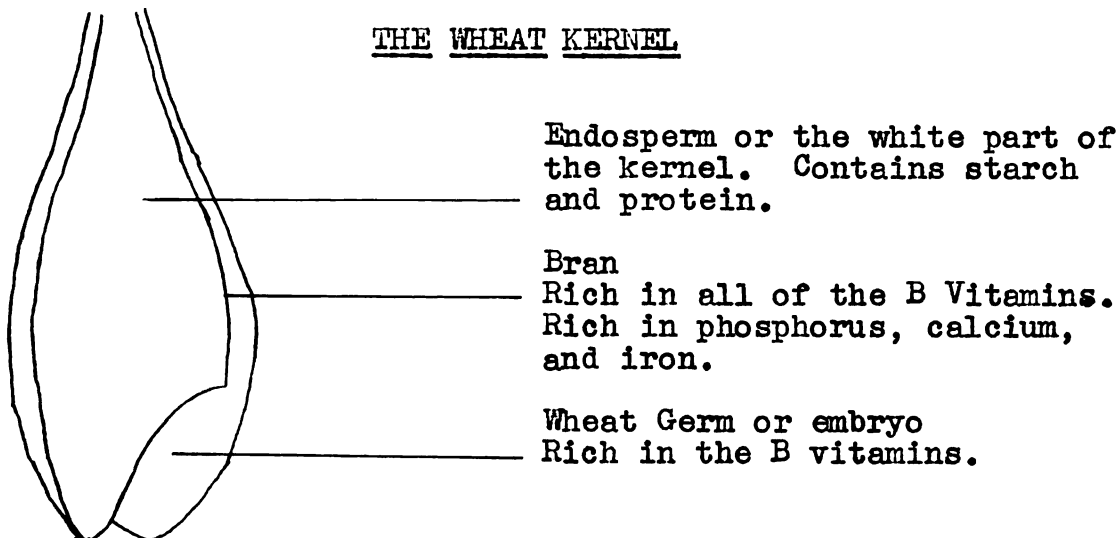 THE WHEAT KERNEL
Endosperm or the white part of
the kernel. Contains starch
and protein.
Bran
Rich in all of the B Vitamins.
Rich in phosphorus, calcium,
and iron.
Wheat Germ or embryo
Rich in the B vitamins.